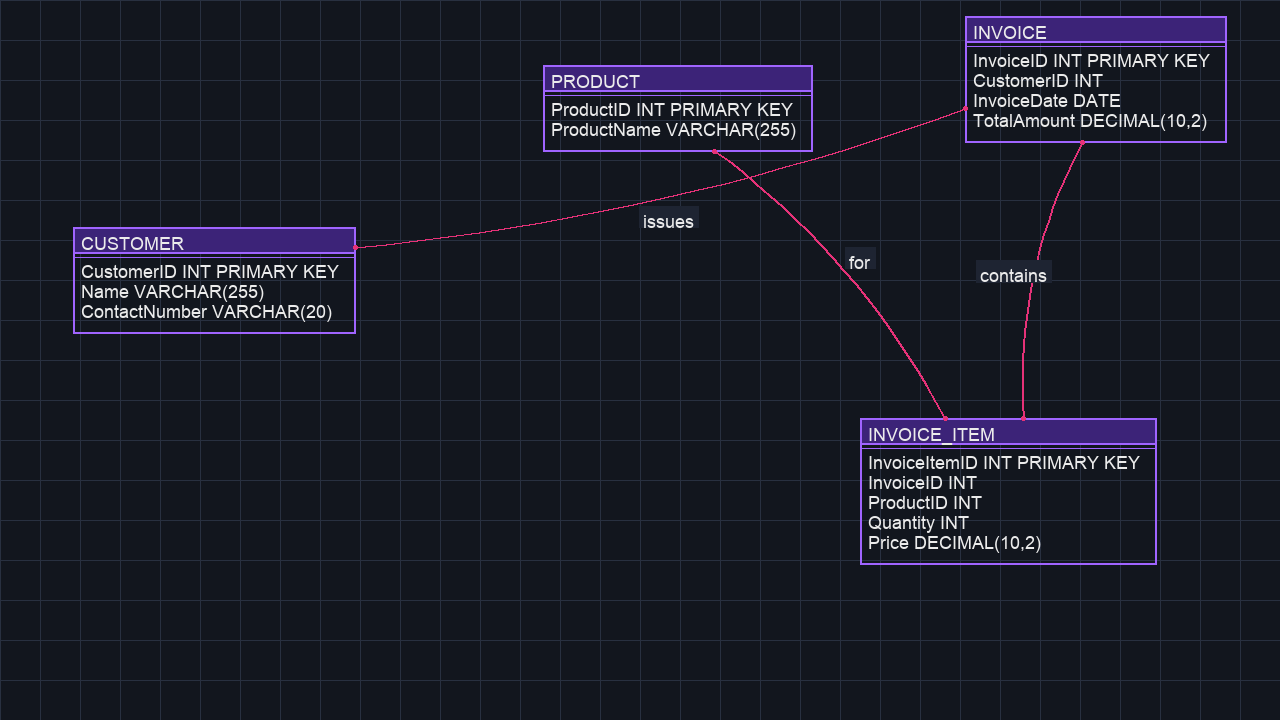 INVOICE
InvoiceID INT PRIMARY KEY
CustomerID INT
InvoiceDate DATE
TotalAmount DECIMAL(10,2)
PRODUCT
ProductID INT PRIMARY KEY
ProductName VARCHAR(255)
issues
CUSTOMER
CustomerID INT PRIMARY KEY
Name VARCHAR(255)
ContactNumber VARCHAR(20)
for
contains
INVOICE_ITEM
InvoiceItemID INT PRIMARY KEY
InvoiceID INT
ProductID INT
Quantity INT
Price DECIMAL(10,2)